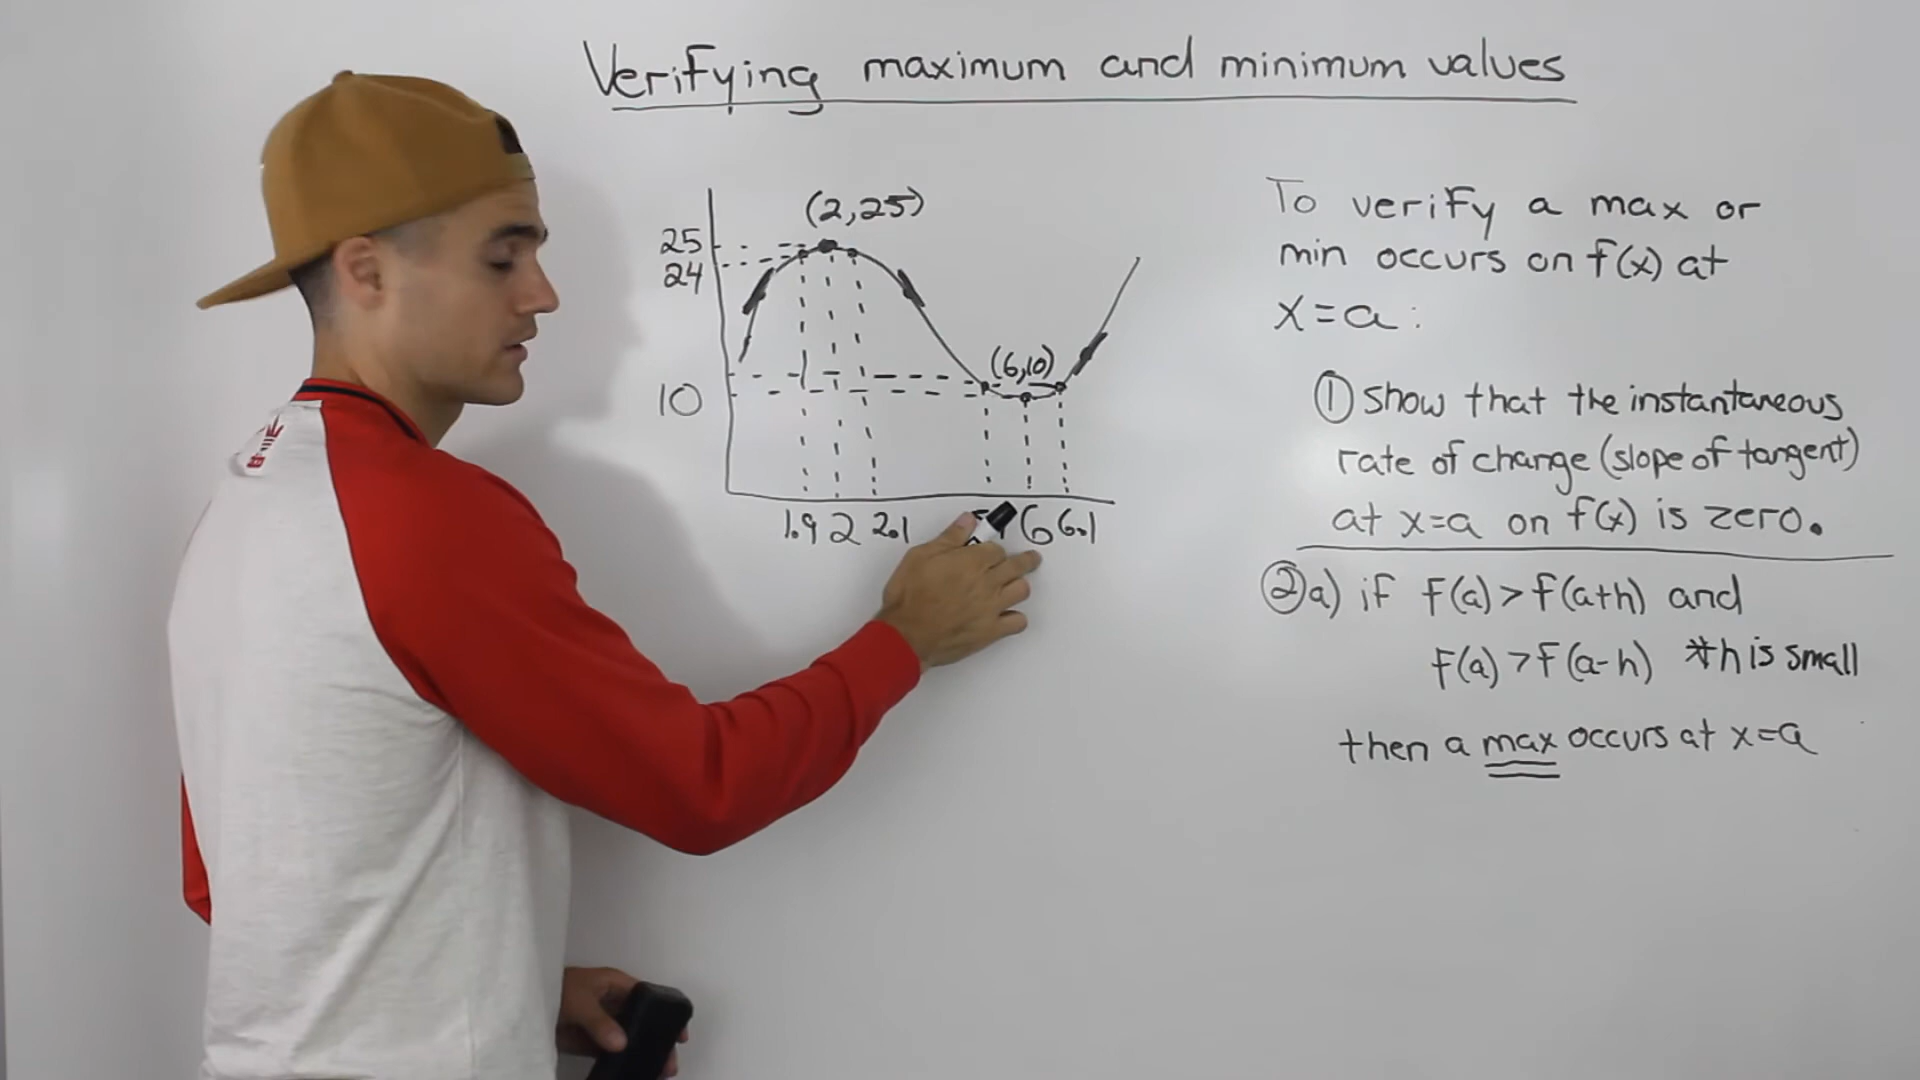 Verifying maximum and minimum values
(2,25)
25
24
(6,10)
10
1.9 2 2.1 6 6.1
To verify a max or
min occurs on f(x) at
x=a:
① Show that the instantaneous
rate of change (slope of tangent)
at x=a on f(x) is zero.
②a) if f(a)>f(a+h) and
f(a)>f(a-h) *h is small
then a max occurs at x=a